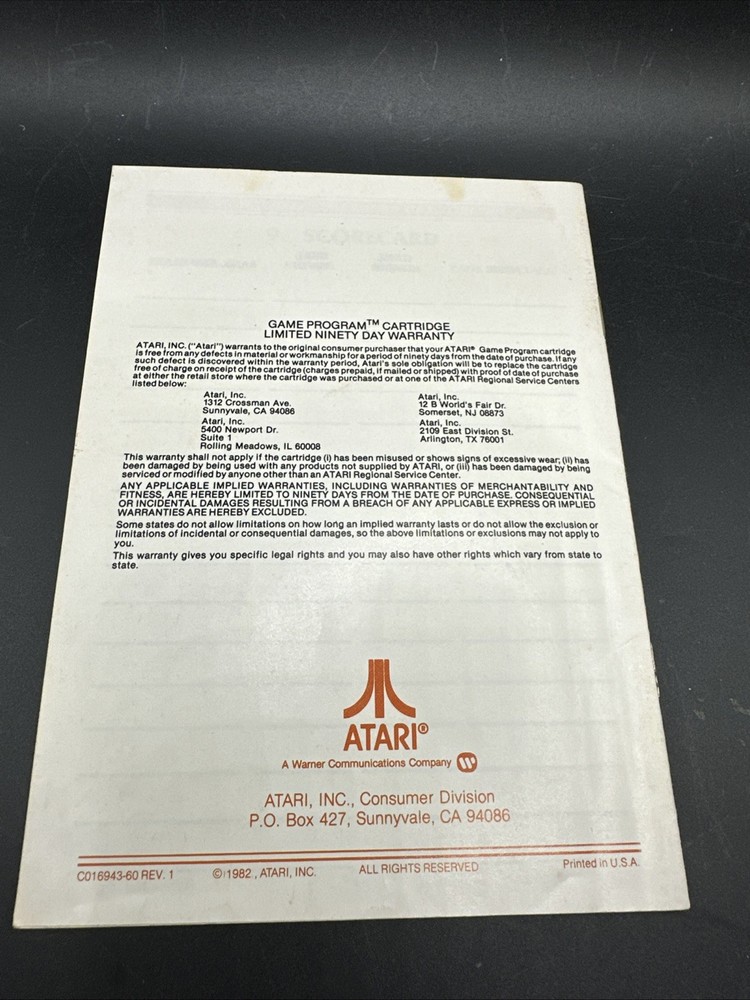 GAME PROGRAM™ CARTRIDGE
LIMITED NINETY DAY WARRANTY
ATARI, INC. ("Atari") warrants to the original consumer purchaser that your ATARI® Game Program cartridge
is free from any defects in material or workmanship for a period of ninety days from the date of purchase. If any
such defect is discovered within the warranty period, Atari's sole obligation will be to replace the cartridge
free of charge on receipt of the cartridge (charges prepaid, if mailed or shipped) with proof of date of purchase
at either the retail store where the cartridge was purchased or at one of the ATARI Regional Service Centers
listed below:
Atari, Inc.
1312 Crossman Ave.
Sunnyvale, CA 94086
Atari, Inc.
5400 Newport Dr.
Suite 1
Rolling Meadows, IL 60008
Atari, Inc.
12 B World's Fair Dr.
Somerset, NJ 08873
Atari, Inc.
2109 East Division St.
Arlington, TX 76001
This warranty shall not apply if the cartridge (i) has been misused or shows signs of excessive wear, (ii) has
been damaged by being used with any products not supplied by ATARI, or (iii) has been damaged by being
serviced or modified by anyone other than an ATARI Regional Service Center.
ANY APPLICABLE IMPLIED WARRANTIES, INCLUDING WARRANTIES OF MERCHANTABILITY AND
FITNESS, ARE HEREBY LIMITED TO NINETY DAYS FROM THE DATE OF PURCHASE. CONSEQUENTIAL
OR INCIDENTAL DAMAGES RESULTING FROM A BREACH OF ANY APPLICABLE EXPRESS OR IMPLIED
WARRANTIES ARE HEREBY EXCLUDED.
Some states do not allow limitations on how long an implied warranty lasts or do not allow the exclusion or
limitations of incidental or consequential damages, so the above limitations or exclusions may not apply to
you.
This warranty gives you specific legal rights and you may also have other rights which vary from state to
state.
ATARI®
A Warner Communications Company
ATARI, INC., Consumer Division
P.O. Box 427, Sunnyvale, CA 94086
C016943-60 REV. 1 © 1982, ATARI, INC. ALL RIGHTS RESERVED Printed in U.S.A.